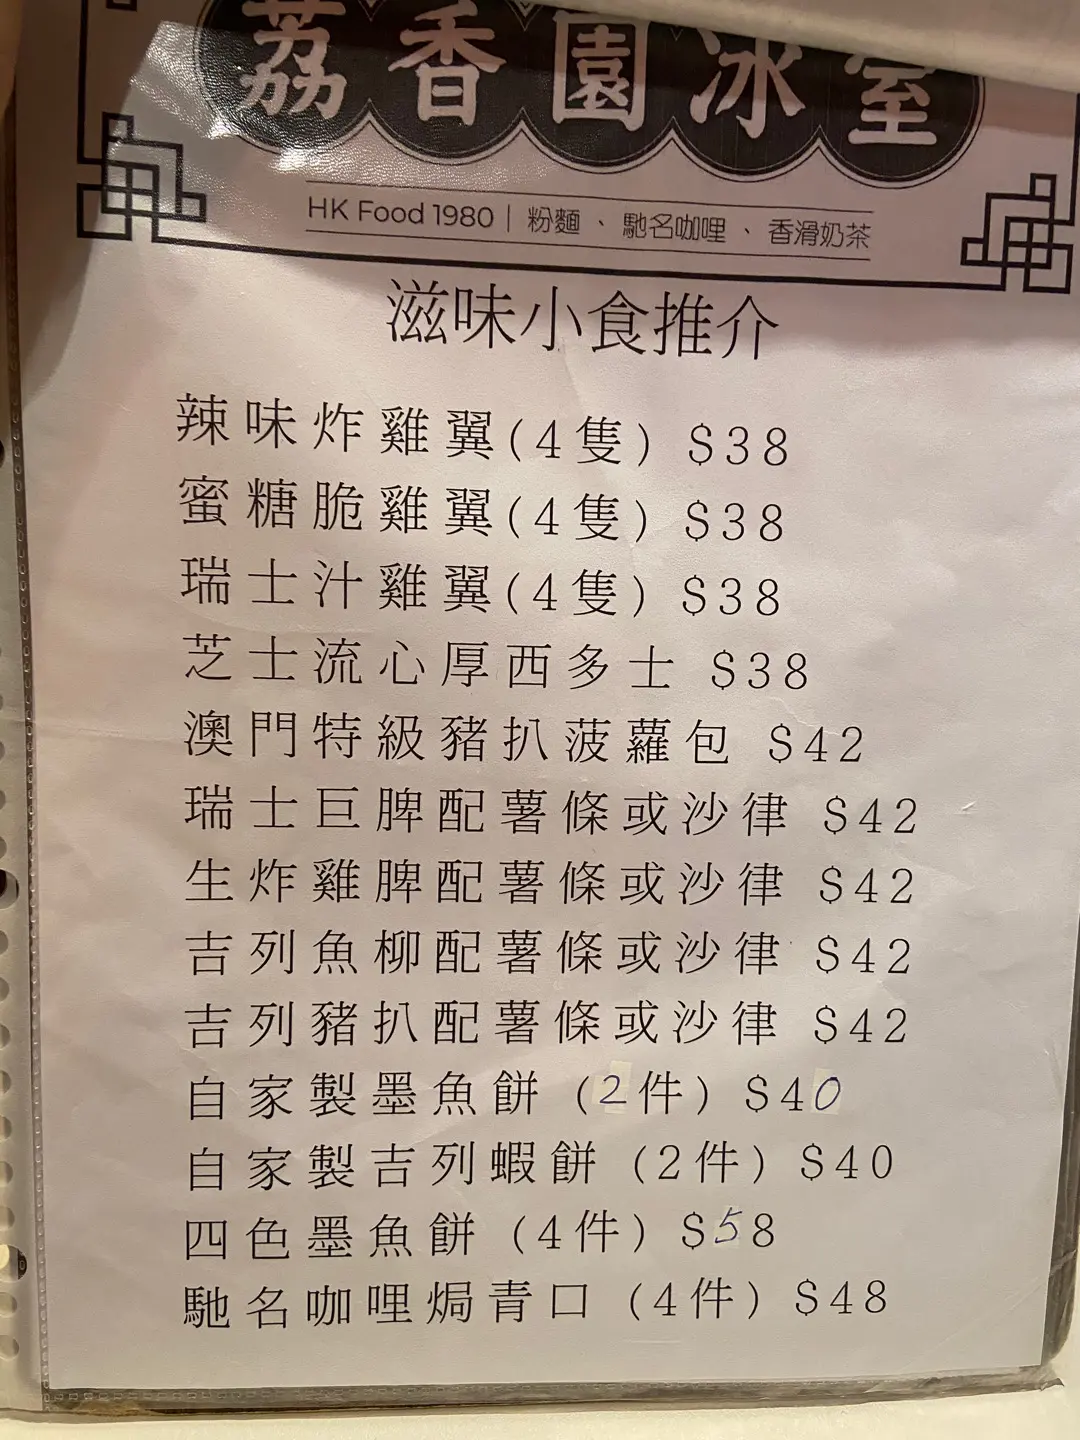 荔香園冰室
HK Food 1980 | 粉麵 、 馳名咖哩 、 香滑奶茶
滋味小食推介
辣味炸雞翼(4隻) $38
蜜糖脆雞翼(4隻) $38
瑞士汁雞翼(4隻) $38
芝士流心厚西多士 $38
澳門特級豬扒菠蘿包 $42
瑞士巨脾配薯條或沙律 $42
生炸雞脾配薯條或沙律 $42
吉列魚柳配薯條或沙律 $42
吉列豬扒配薯條或沙律 $42
自家製墨魚餅 (2件) $40
自家製吉列蝦餅 (2件) $40
四色墨魚餅 (4件) $58
馳名咖哩焗青口 (4件) $48